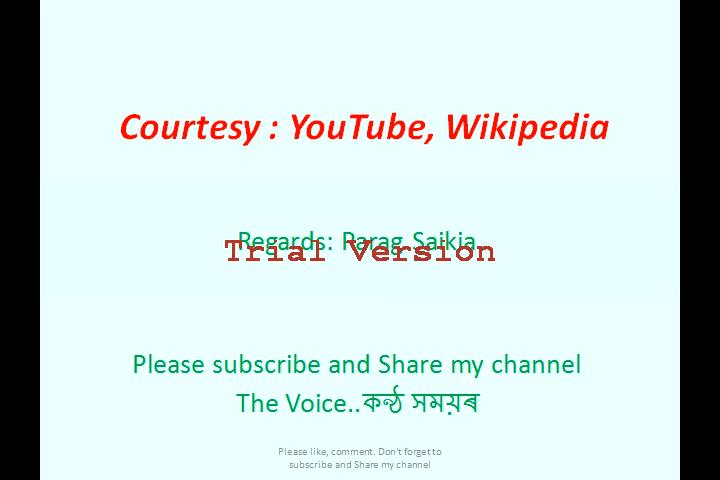 Courtesy : YouTube, Wikipedia
Regards: Parag Saikia
Trial Version
Please subscribe and Share my channel
The Voice..কন্ঠ সময়ৰ
Please like, comment. Don't forget to
subscribe and Share my channel